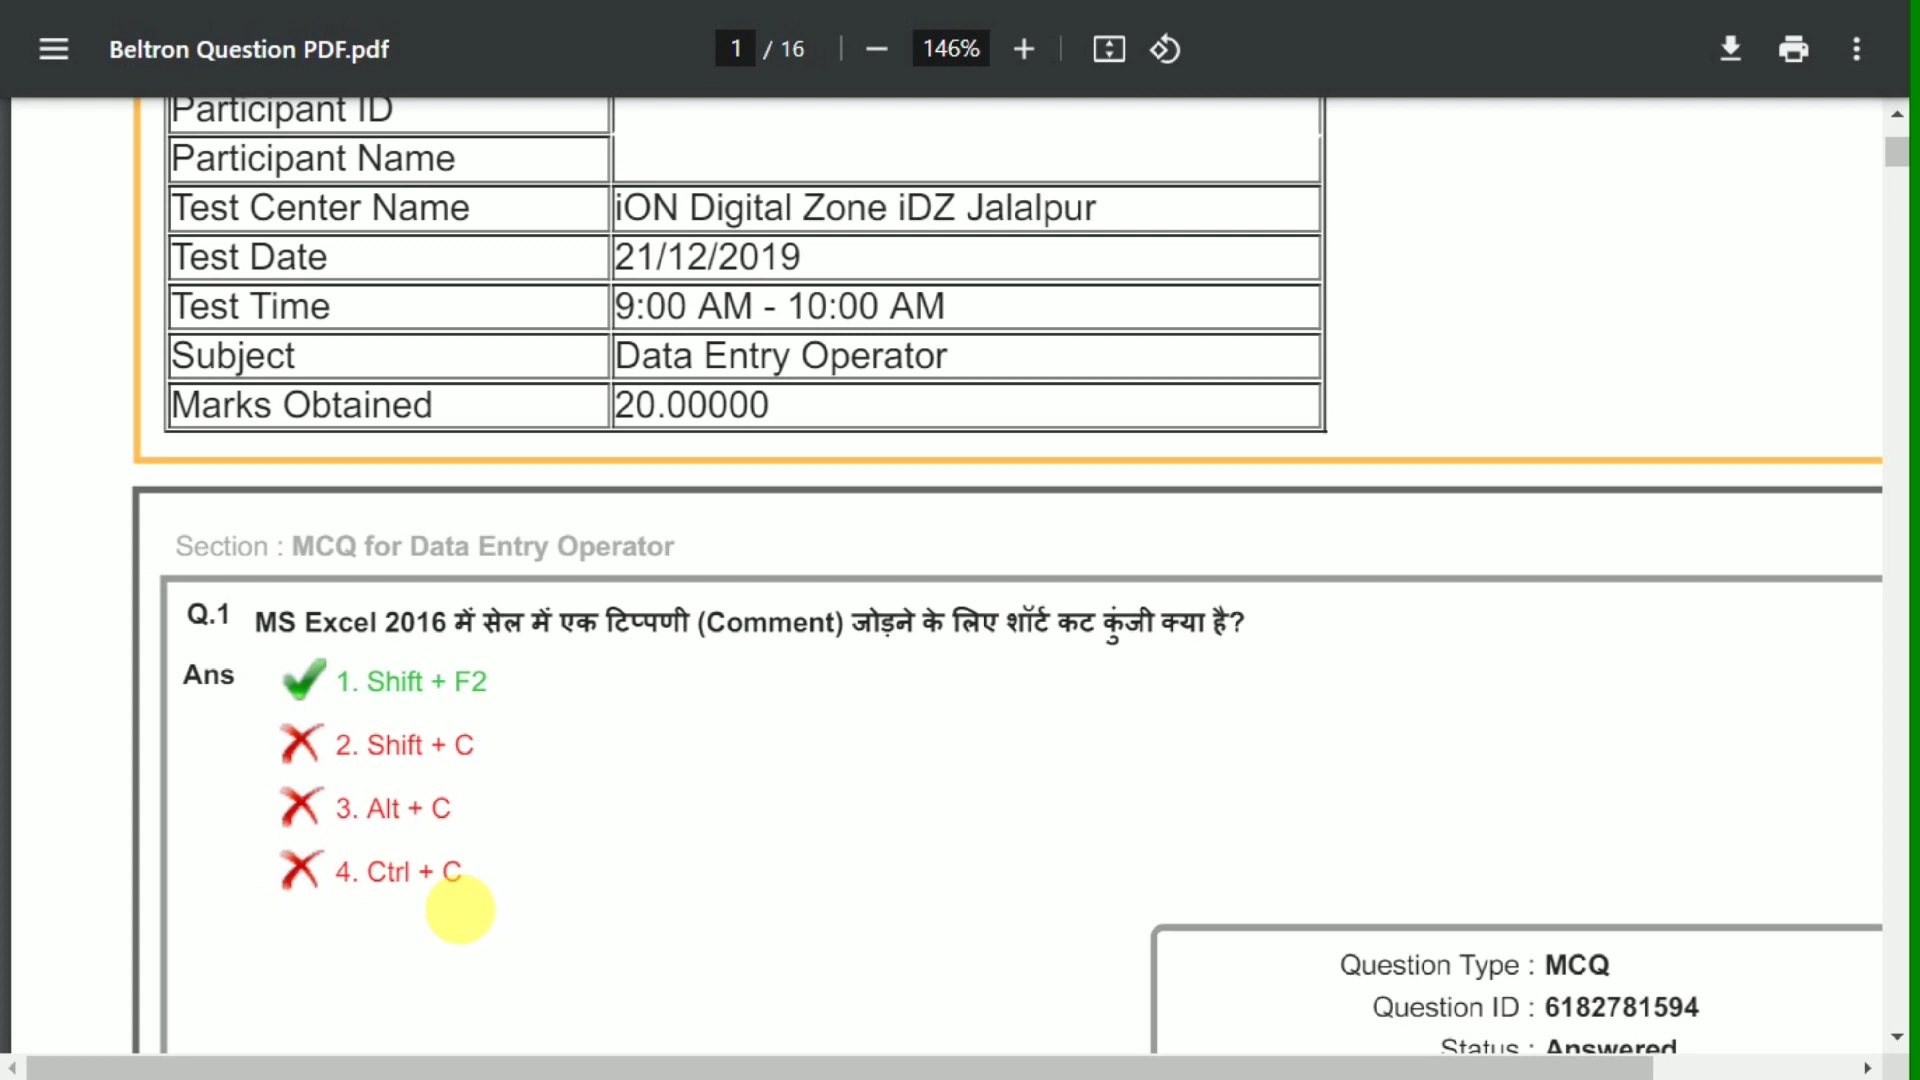 Beltron Question PDF.pdf
1 / 16
146%
Participant ID
Participant Name
Test Center Name iON Digital Zone iDZ Jalalpur
Test Date 21/12/2019
Test Time 9:00 AM - 10:00 AM
Subject Data Entry Operator
Marks Obtained 20.00000
Section : MCQ for Data Entry Operator
Q.1 MS Excel 2016 में सेल में एक टिप्पणी (Comment) जोड़ने के लिए शॉर्ट कट कुंजी क्या है?
Ans 1. Shift + F2
2. Shift + C
3. Alt + C
4. Ctrl + C
Question Type : MCQ
Question ID : 6182781594
Status : Answered